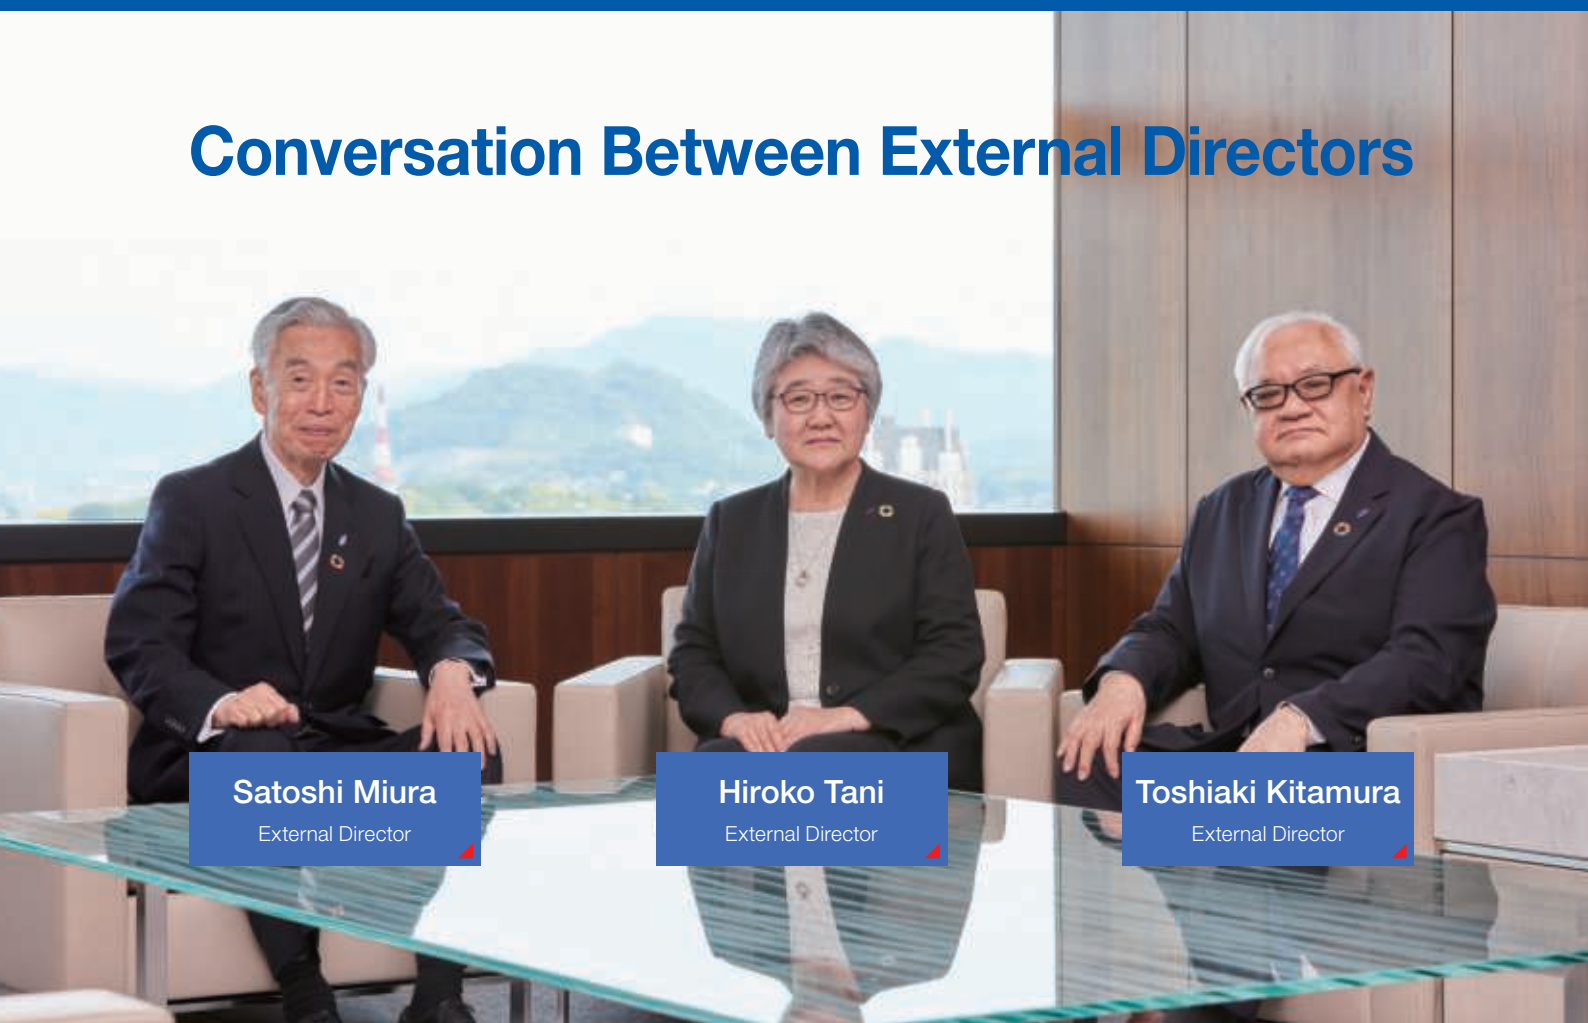 Conversation Between External Directors
Satoshi Miura
External Director
Hiroko Tani
External Director
Toshiaki Kitamura
External Director